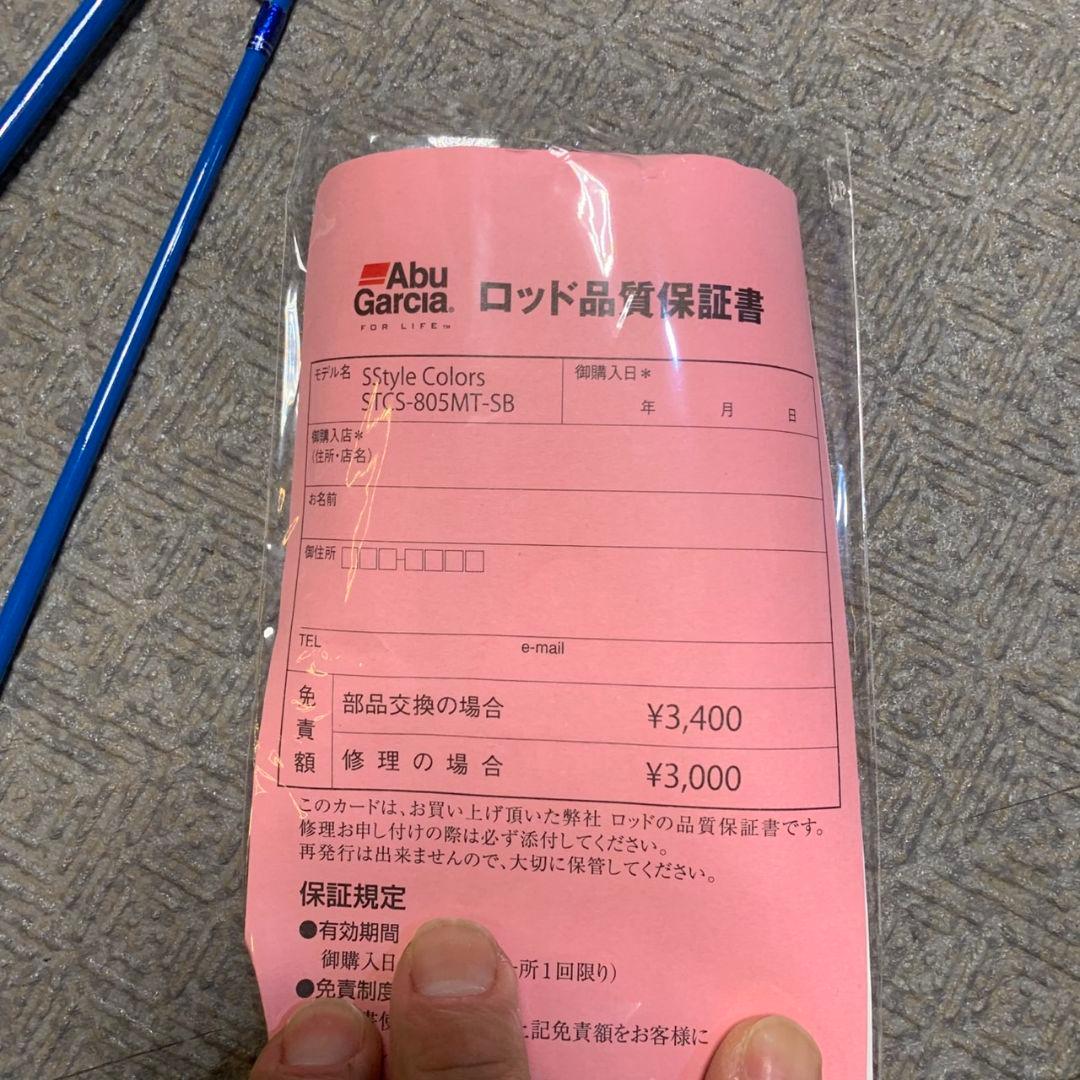 Abu
Garcia®
FOR LIFE™
ロッド品質保証書
モデル名
SStyle Colors
STCS-805MT-SB
御購入日*
年 月 日
御購入店*
(住所・店名)
お名前
御住所
TEL
e-mail
免責額
部品交換の場合 ¥3,400
修理の場合 ¥3,000
このカードは、お買い上げ頂いた弊社 ロッドの品質保証書です。
修理お申し付けの際は必ず添付してください。
再発行は出来ませんので、大切に保管してください。
保証規定
●有効期間
御購入日 所1回限り)
●免責制度
記免責額をお客様に